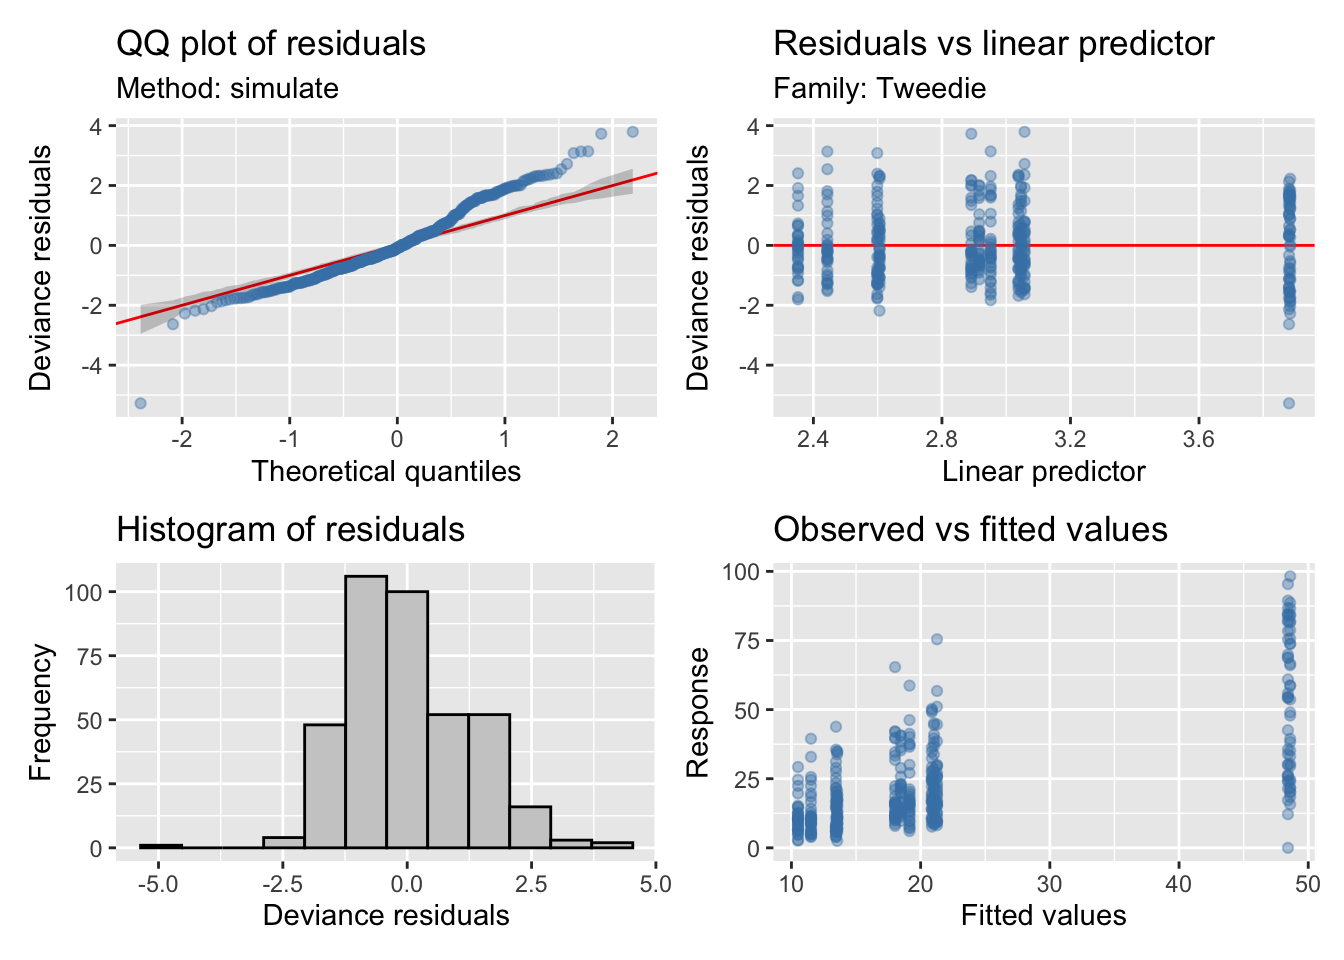 QQ plot of residuals
Method: simulate
4
2
0
-2
-4
Deviance residuals
-2 -1 0 1 2
Theoretical quantiles
Residuals vs linear predictor
Family: Tweedie
4
2
0
-2
-4
Deviance residuals
2.4 2.8 3.2 3.6
Linear predictor
Histogram of residuals
100
75
50
25
0
Frequency
-5.0 -2.5 0.0 2.5 5.0
Deviance residuals
Observed vs fitted values
100
75
50
25
0
Response
10 20 30 40 50
Fitted values